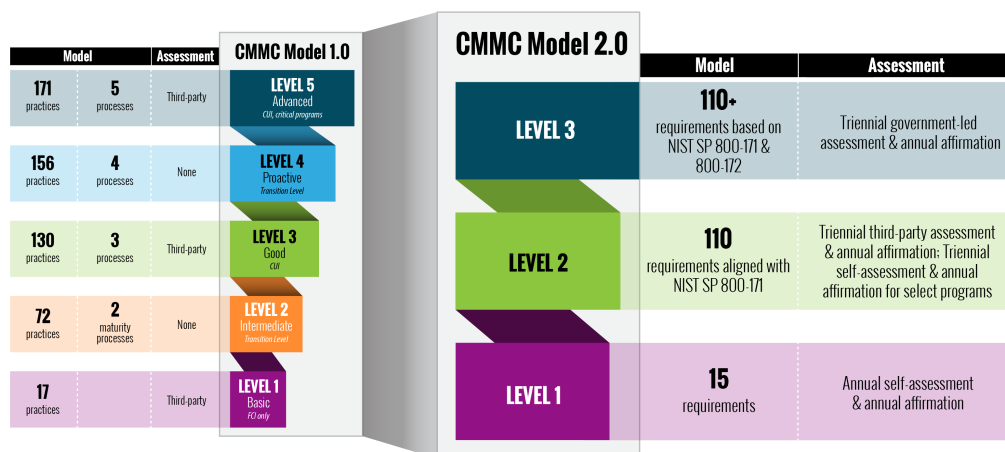 CMMC Model 1.0
Model
Assessment
171
practices
5
processes
Third-party
LEVEL 5
Advanced
CUI, critical programs
156
practices
4
processes
None
LEVEL 4
Proactive
Transition Level
130
practices
3
processes
Third-party
LEVEL 3
Good
CUI
72
practices
2
maturity
processes
None
LEVEL 2
Intermediate
Transition Level
17
practices
Third-party
LEVEL 1
Basic
FCI only
CMMC Model 2.0
Model
Assessment
LEVEL 3
110+
requirements based on
NIST SP 800-171 &
800-172
Triennial government-led
assessment & annual affirmation
LEVEL 2
110
requirements aligned with
NIST SP 800-171
Triennial third-party assessment
& annual affirmation; Triennial
self-assessment & annual
affirmation for select programs
LEVEL 1
15
requirements
Annual self-assessment
& annual affirmation